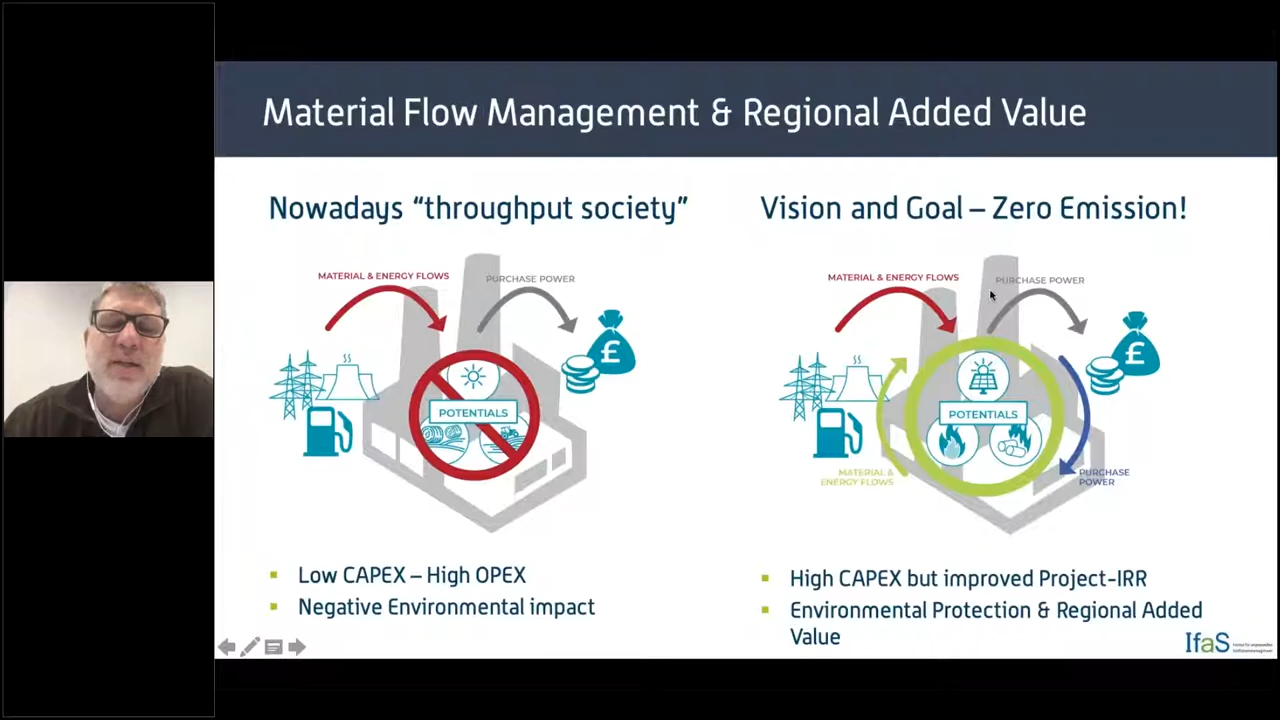 Material Flow Management & Regional Added Value
Nowadays “throughput society”
MATERIAL & ENERGY FLOWS
PURCHASE POWER
£
POTENTIALS
Low CAPEX – High OPEX
Negative Environmental impact
Vision and Goal – Zero Emission!
MATERIAL & ENERGY FLOWS
PURCHASE POWER
£
POTENTIALS
MATERIAL &
ENERGY FLOWS
PURCHASE
POWER
High CAPEX but improved Project-IRR
Environmental Protection & Regional Added
Value
IfaS